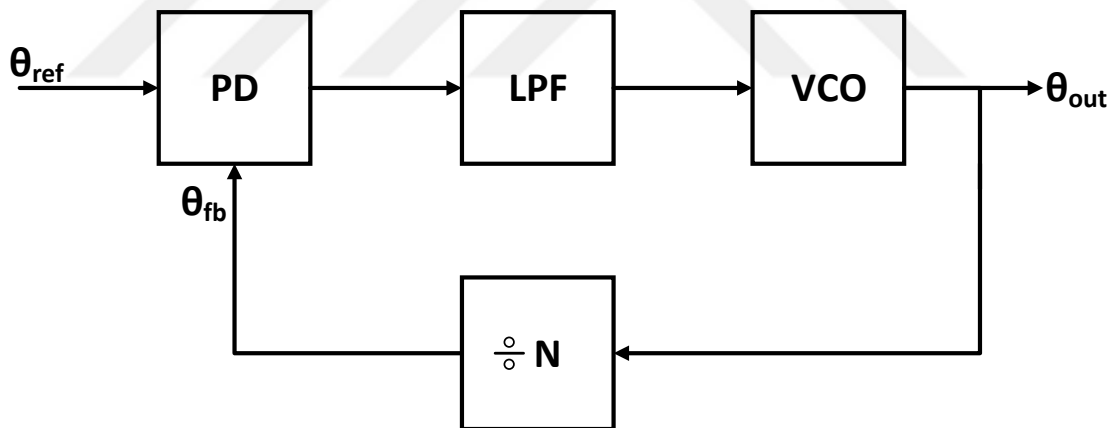 θref
PD
LPF
VCO
θout
θfb
÷ N